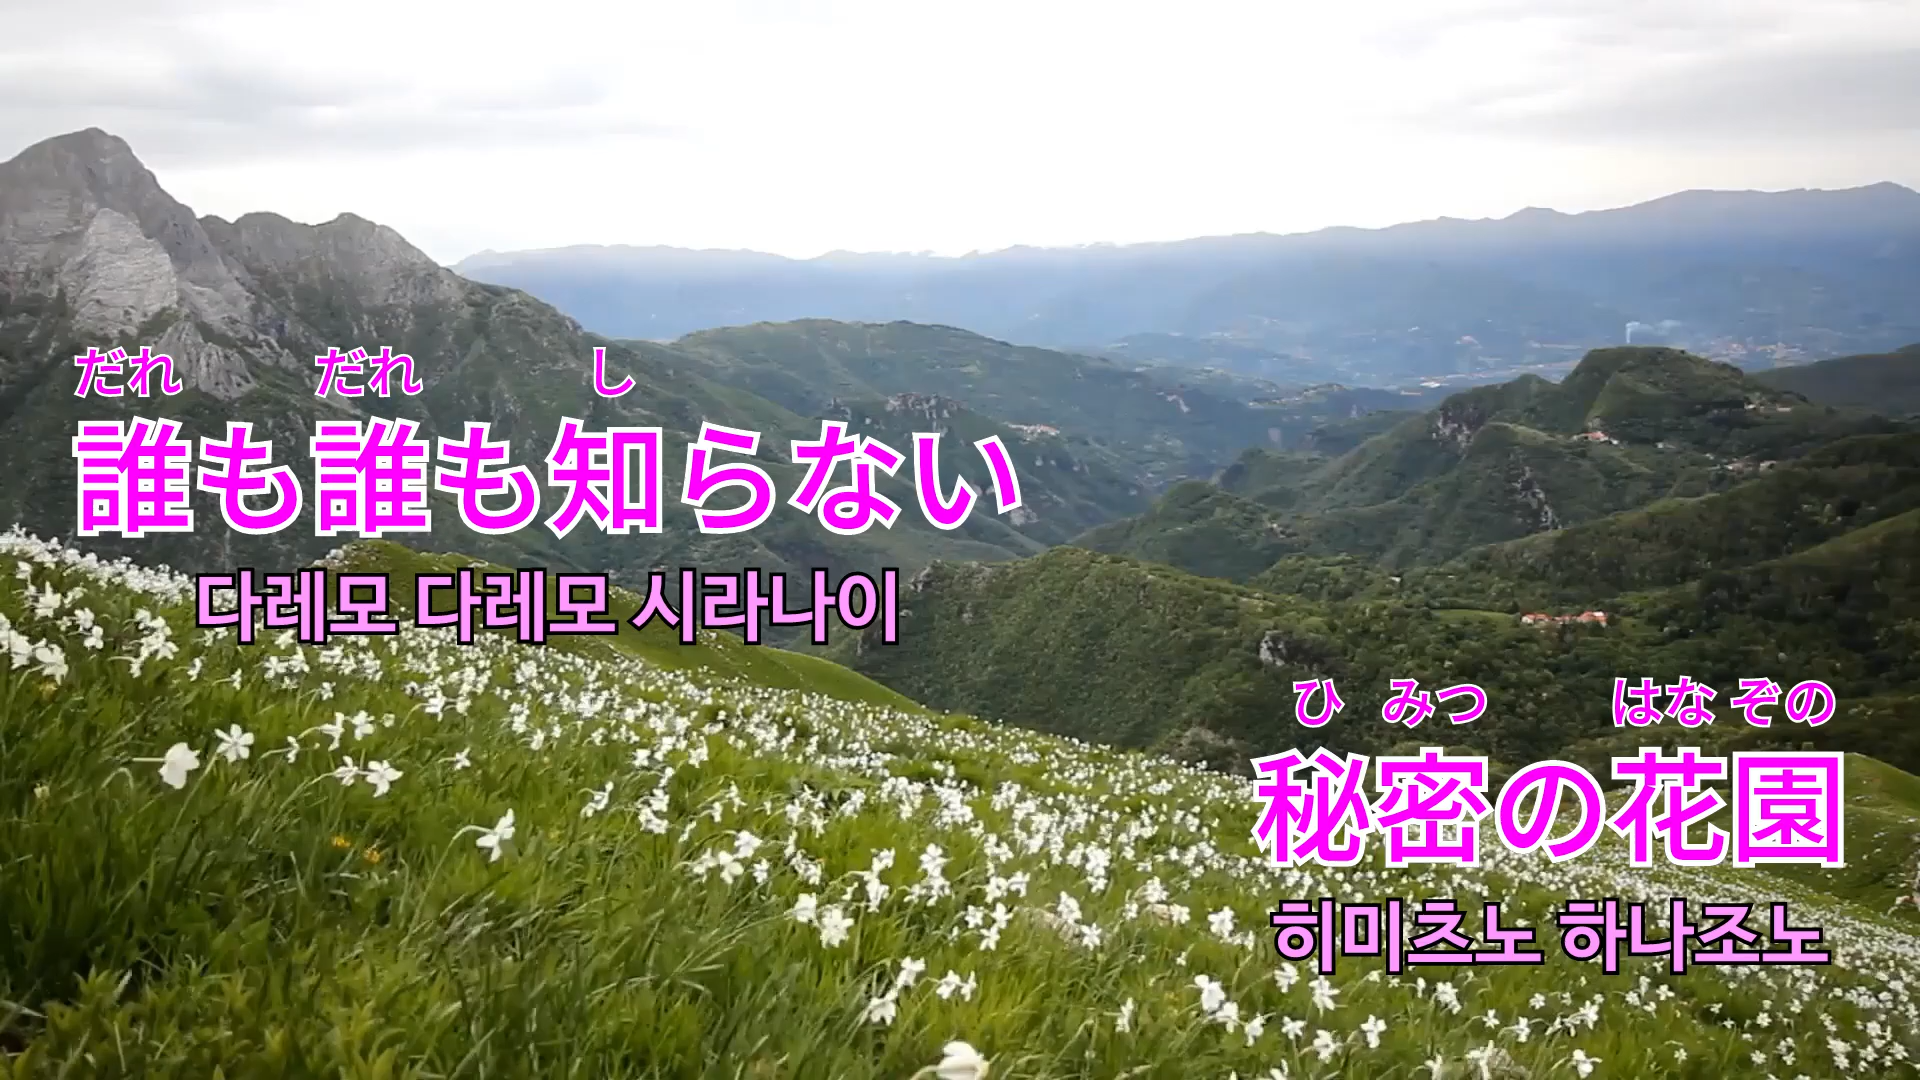 だれ だれ し
誰も誰も知らない
다레모 다레모 시라나이
ひ みつ はな ぞの
秘密の花園
히미츠노 하나조노